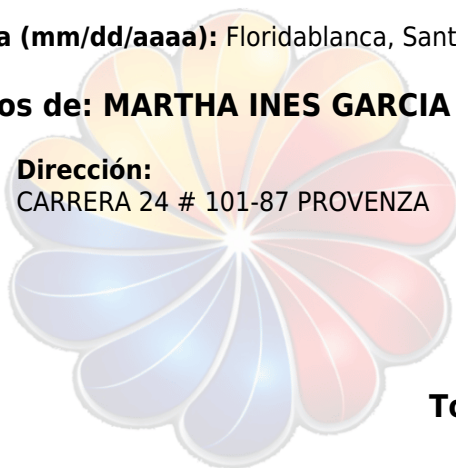 a (mm/dd/aaaa): Floridablanca, Sant
os de: MARTHA INES GARCIA
Dirección:
CARRERA 24 # 101-87 PROVENZA
To